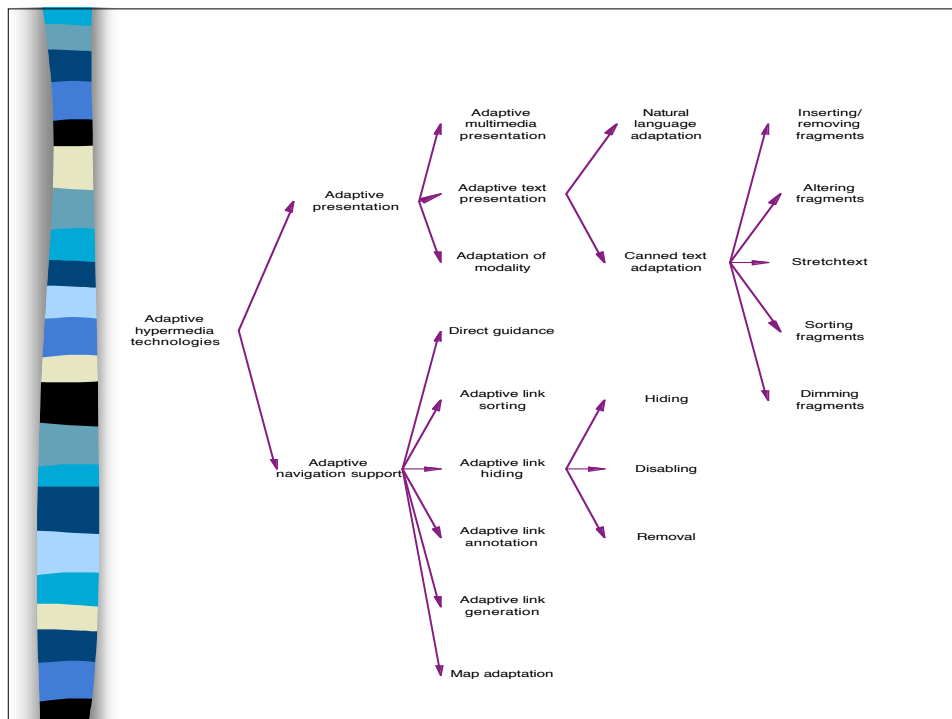 Adaptive
hypermedia
technologies
Adaptive
presentation
Adaptive
navigation support
Adaptive
multimedia
presentation
Adaptive text
presentation
Adaptation of
modality
Direct guidance
Adaptive link
sorting
Adaptive link
hiding
Adaptive link
annotation
Adaptive link
generation
Map adaptation
Natural
language
adaptation
Canned text
adaptation
Hiding
Disabling
Removal
Inserting/
removing
fragments
Altering
fragments
Stretchtext
Sorting
fragments
Dimming
fragments